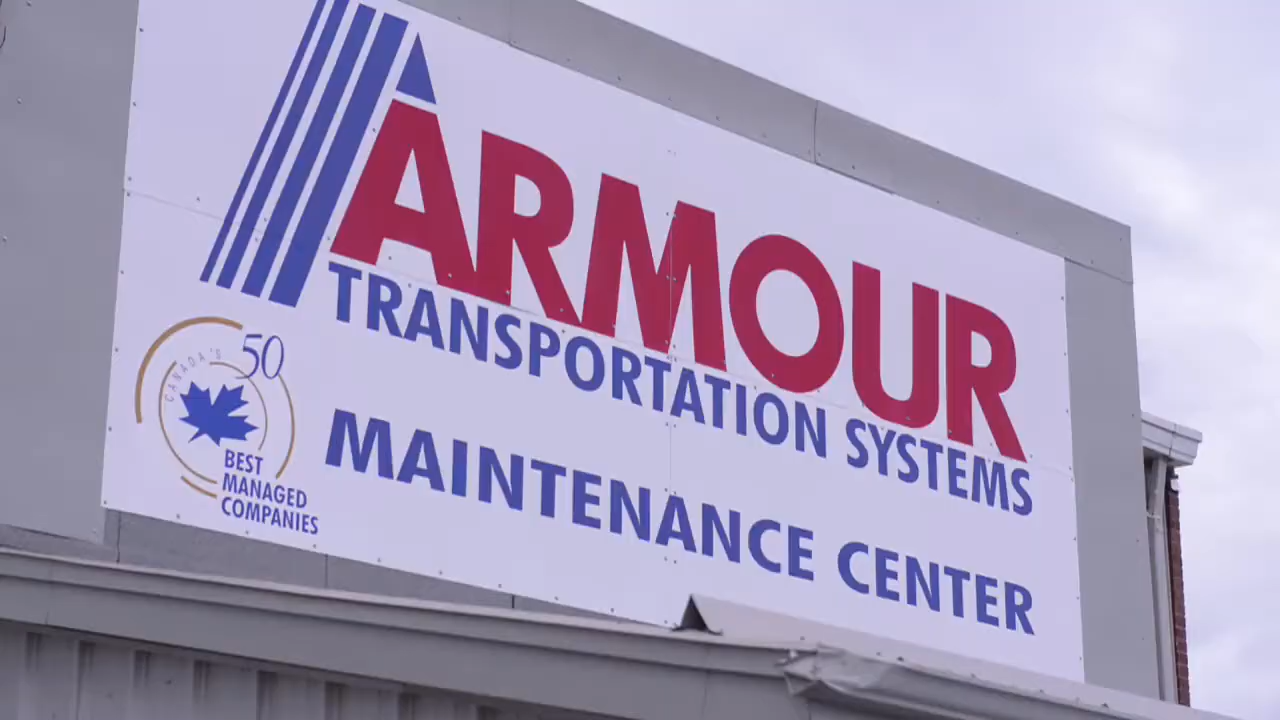 ARMOUR
TRANSPORTATION SYSTEMS
MAINTENANCE CENTER
CANADA'S
50
BEST
MANAGED
COMPANIES